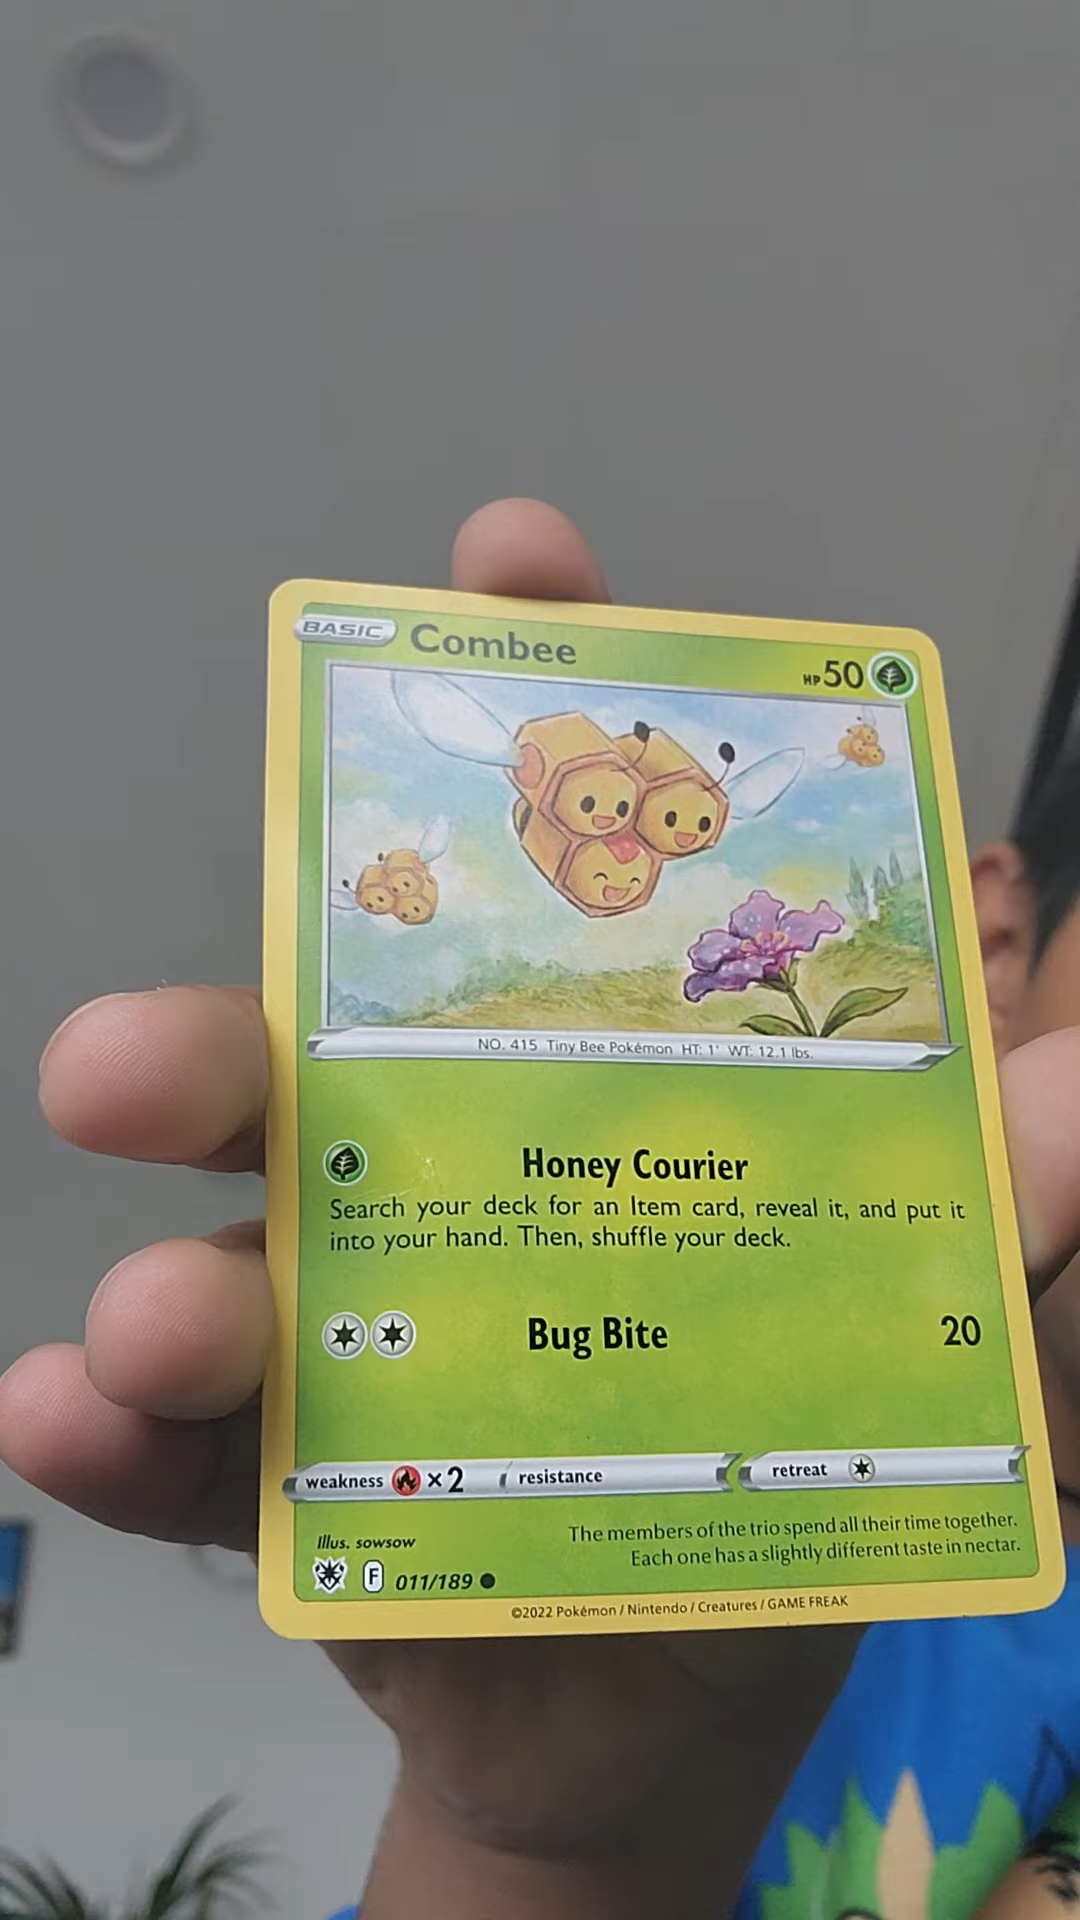 BASIC Combee HP 50
NO. 415 Tiny Bee Pokémon HT: 1' WT: 12.1 lbs.
Honey Courier
Search your deck for an Item card, reveal it, and put it
into your hand. Then, shuffle your deck.
Bug Bite 20
weakness ×2 resistance retreat
Illus. sowsow
The members of the trio spend all their time together.
Each one has a slightly different taste in nectar.
F 011/189
©2022 Pokémon / Nintendo / Creatures / GAME FREAK